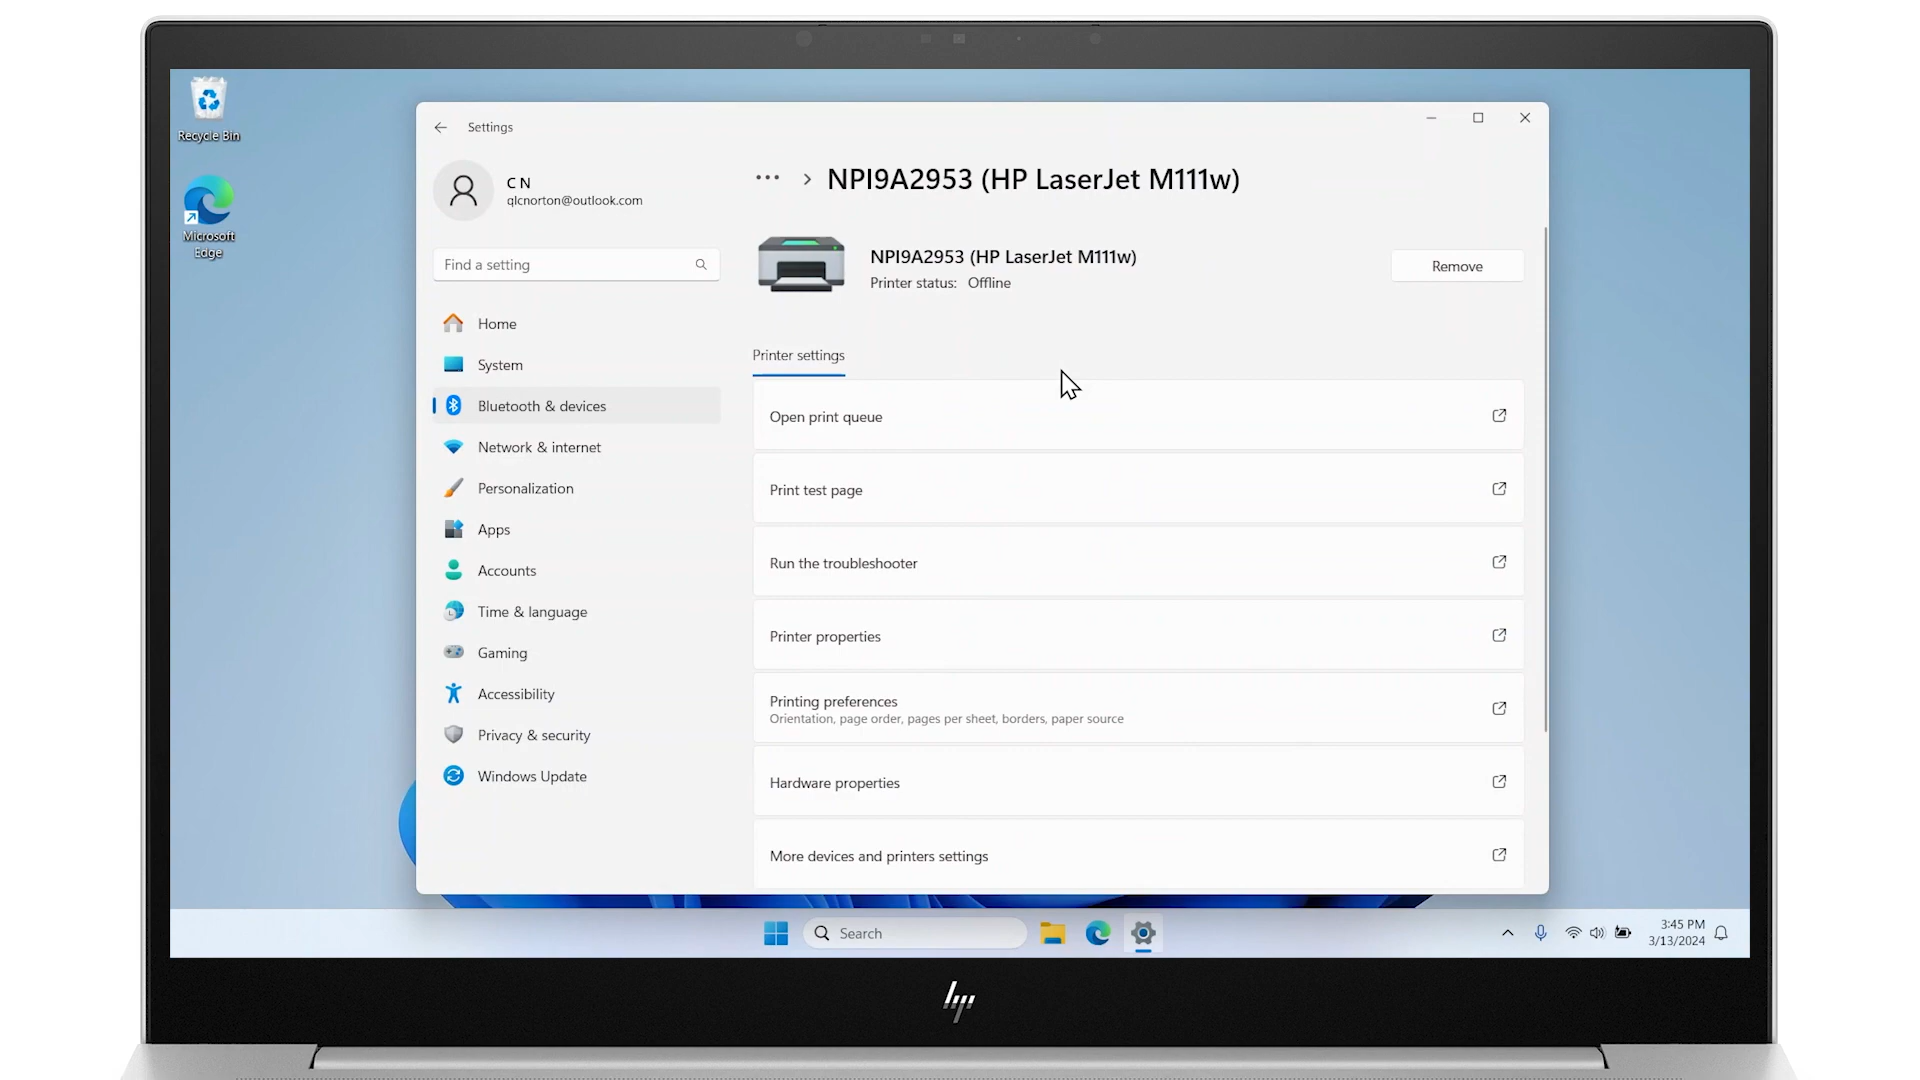 Recycle Bin
Microsoft
Edge
Settings
C N
qlcnorton@outlook.com
Find a setting
Home
System
Bluetooth & devices
Network & internet
Personalization
Apps
Accounts
Time & language
Gaming
Accessibility
Privacy & security
Windows Update
NPI9A2953 (HP LaserJet M111w)
NPI9A2953 (HP LaserJet M111w)
Printer status: Offline
Remove
Printer settings
Open print queue
Print test page
Run the troubleshooter
Printer properties
Printing preferences
Orientation, page order, pages per sheet, borders, paper source
Hardware properties
More devices and printers settings
Search
3:45 PM
3/13/2024
hp